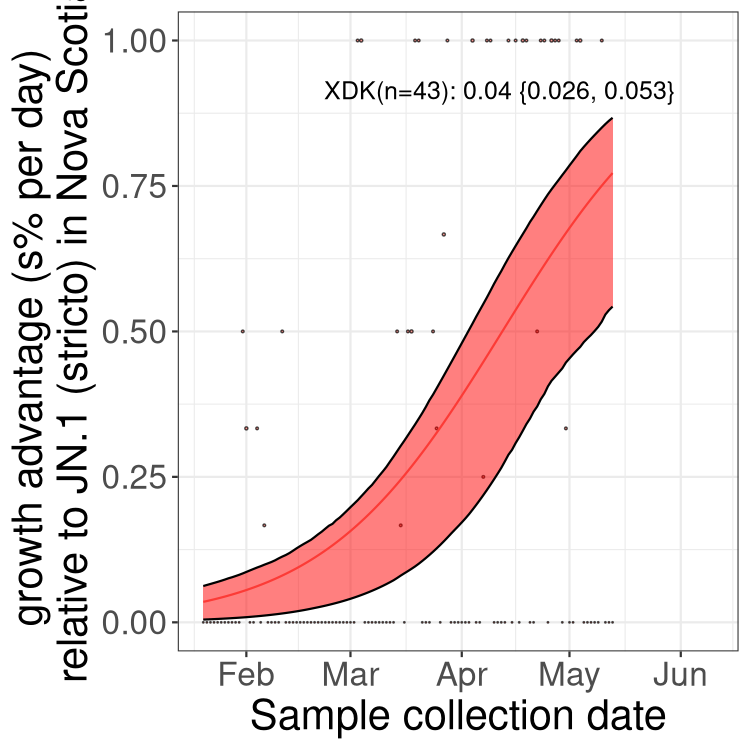 growth advantage (s% per day)
relative to JN.1 (stricto) in Nova Scotia
1.00
0.75
0.50
0.25
0.00
XDK(n=43): 0.04 {0.026, 0.053}
Feb Mar Apr May Jun
Sample collection date